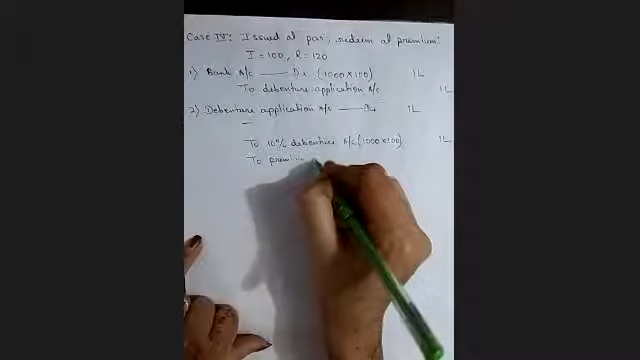 Case IV: Issued at par, redeem at premium:
I = 100, R = 120
1) Bank A/c —— Dr (1000×100) 1L
To debenture application A/c 1L
2) Debenture application A/c —— Dr 1L
—
To 10% debenture A/c (1000×100) 1L
To premi